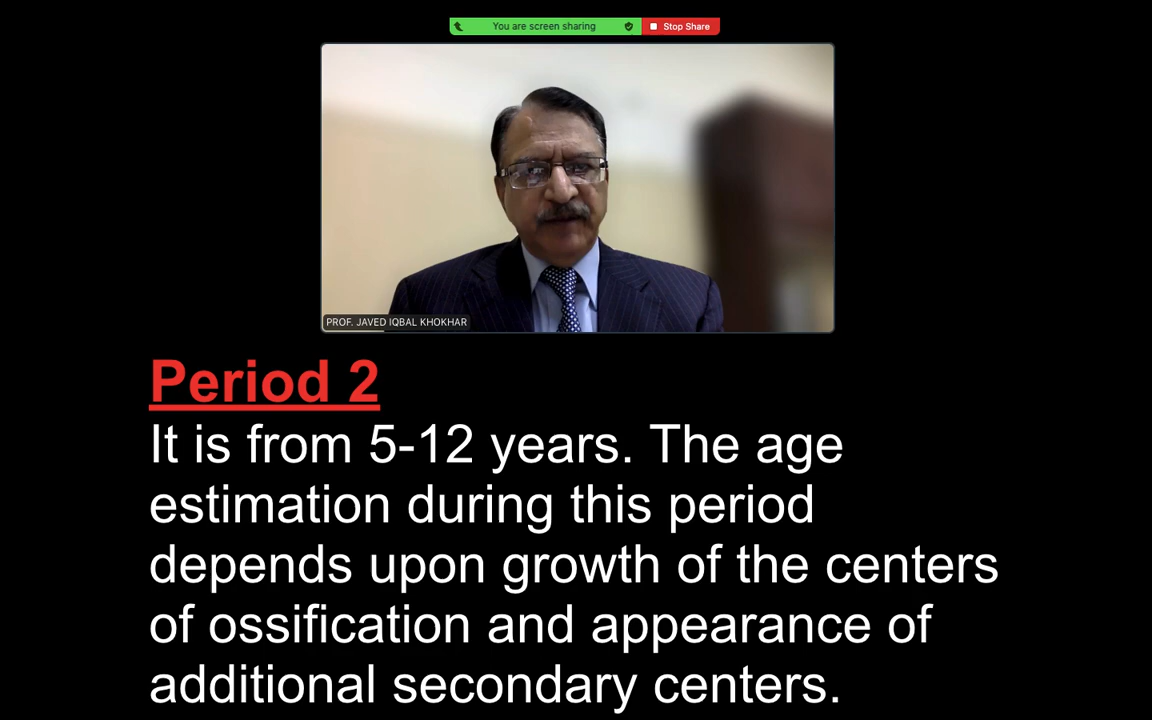 You are screen sharing
Stop Share
PROF. JAVED IQBAL KHOKHAR
Period 2
It is from 5-12 years. The age
estimation during this period
depends upon growth of the centers
of ossification and appearance of
additional secondary centers.